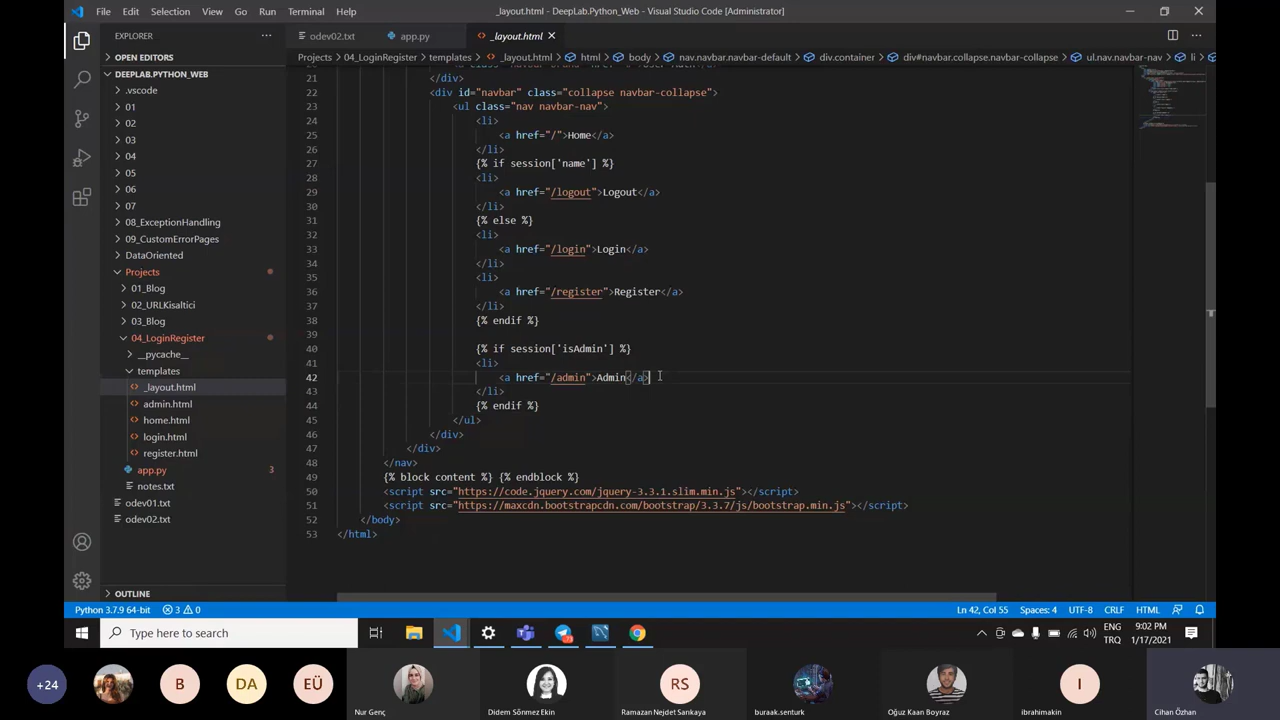 File Edit Selection View Go Run Terminal Help
_layout.html - DeepLab.Python_Web - Visual Studio Code [Administrator]
EXPLORER
OPEN EDITORS
DEEPLAB.PYTHON_WEB
.vscode
01
02
03
04
05
06
07
08_ExceptionHandling
09_CustomErrorPages
DataOriented
Projects
01_Blog
02_URLKisaltici
03_Blog
04_LoginRegister
__pycache__
templates
_layout.html
admin.html
home.html
login.html
register.html
app.py 3
notes.txt
odev01.txt
odev02.txt
OUTLINE
odev02.txt app.py _layout.html
Projects > 04_LoginRegister > templates > _layout.html > html > body > nav.navbar.navbar-default > div.container > div#navbar.collapse.navbar-collapse > ul.nav.navbar-nav > li
21 </div>
22 <div id="navbar" class="collapse navbar-collapse">
23 <ul class="nav navbar-nav">
24 <li>
25 <a href="/">Home</a>
26 </li>
27 {% if session['name'] %}
28 <li>
29 <a href="/logout">Logout</a>
30 </li>
31 {% else %}
32 <li>
33 <a href="/login">Login</a>
34 </li>
35 <li>
36 <a href="/register">Register</a>
37 </li>
38 {% endif %}
39
40 {% if session['isAdmin'] %}
41 <li>
42 <a href="/admin">Admin</a>
43 </li>
44 {% endif %}
45 </ul>
46 </div>
47 </div>
48 </nav>
49 {% block content %} {% endblock %}
50 <script src="https://code.jquery.com/jquery-3.3.1.slim.min.js"></script>
51 <script src="https://maxcdn.bootstrapcdn.com/bootstrap/3.3.7/js/bootstrap.min.js"></script>
52 </body>
53 </html>
Python 3.7.9 64-bit 3 0
Ln 42, Col 55 Spaces: 4 UTF-8 CRLF HTML
Type here to search
ENG
TRQ
9:02 PM
1/17/2021
+24 B DA EÜ RS I
Nur Genç
Didem Sönmez Ekin
Ramazan Nejdet Sarıkaya
buraak.senturk
Oğuz Kaan Boyraz
ibrahimakin
Cihan Özhan